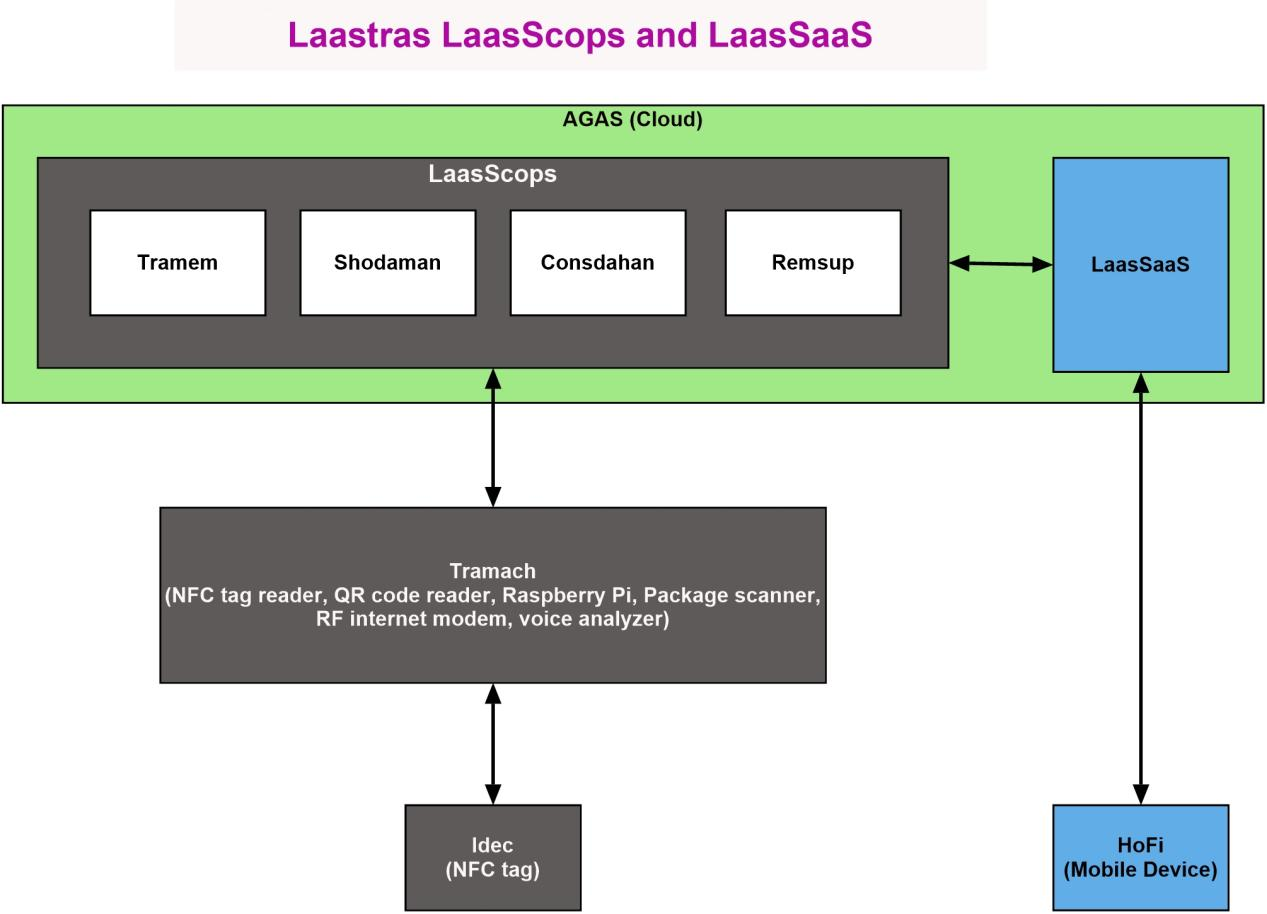 Laastras LaasScops and LaasSaaS
AGAS (Cloud)
LaasScops
Tramem
Shodaman
Consdahan
Remsup
LaasSaaS
Tramach
(NFC tag reader, QR code reader, Raspberry Pi, Package scanner,
RF internet modem, voice analyzer)
Idec
(NFC tag)
HoFi
(Mobile Device)